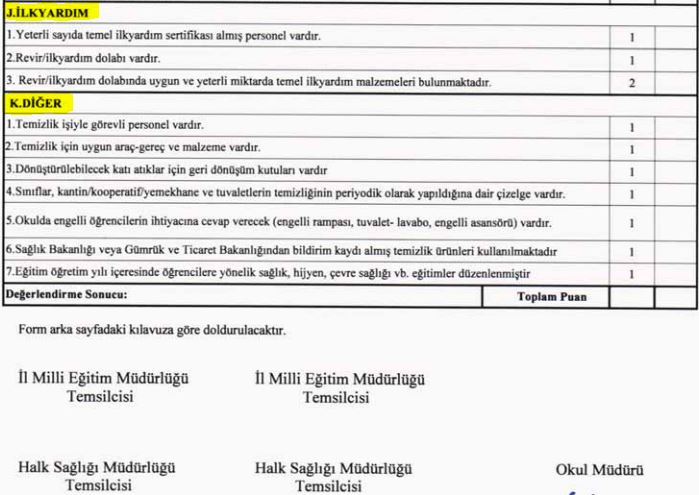 J.İLKYARDIM
1.Yeterli sayıda temel ilkyardım sertifikası almış personel vardır. 1
2.Revir/ilkyardım dolabı vardır. 1
3. Revir/ilkyardım dolabında uygun ve yeterli miktarda temel ilkyardım malzemeleri bulunmaktadır. 2
K.DİĞER
1.Temizlik işiyle görevli personel vardır. 1
2.Temizlik için uygun araç-gereç ve malzeme vardır. 1
3.Dönüştürülebilecek katı atıklar için geri dönüşüm kutuları vardır 1
4.Sınıflar, kantin/kooperatif/yemekhane ve tuvaletlerin temizliğinin periyodik olarak yapıldığına dair çizelge vardır. 1
5.Okulda engelli öğrencilerin ihtiyacına cevap verecek (engelli rampası, tuvalet- lavabo, engelli asansörü) vardır. 1
6.Sağlık Bakanlığı veya Gümrük ve Ticaret Bakanlığından bildirim kaydı almış temizlik ürünleri kullanılmaktadır 1
7.Eğitim öğretim yılı içeresinde öğrencilere yönelik sağlık, hijyen, çevre sağlığı vb. eğitimler düzenlenmiştir 1
Değerlendirme Sonucu: Toplam Puan
Form arka sayfadaki kılavuza göre doldurulacaktır.
İl Milli Eğitim Müdürlüğü İl Milli Eğitim Müdürlüğü
Temsilcisi Temsilcisi
Halk Sağlığı Müdürlüğü Halk Sağlığı Müdürlüğü Okul Müdürü
Temsilcisi Temsilcisi